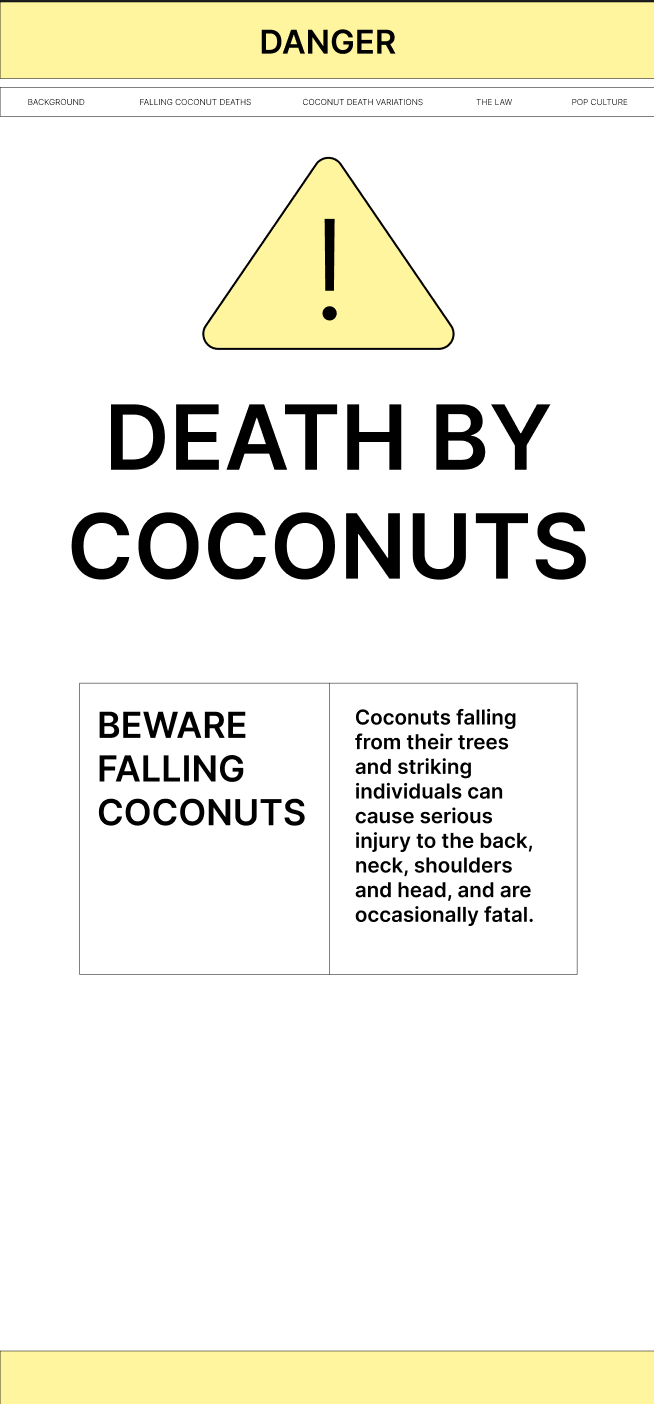 DANGER
BACKGROUND FALLING COCONUT DEATHS COCONUT DEATH VARIATIONS THE LAW POP CULTURE
!
DEATH BY
COCONUTS
BEWARE
FALLING
COCONUTS
Coconuts falling
from their trees
and striking
individuals can
cause serious
injury to the back,
neck, shoulders
and head, and are
occasionally fatal.